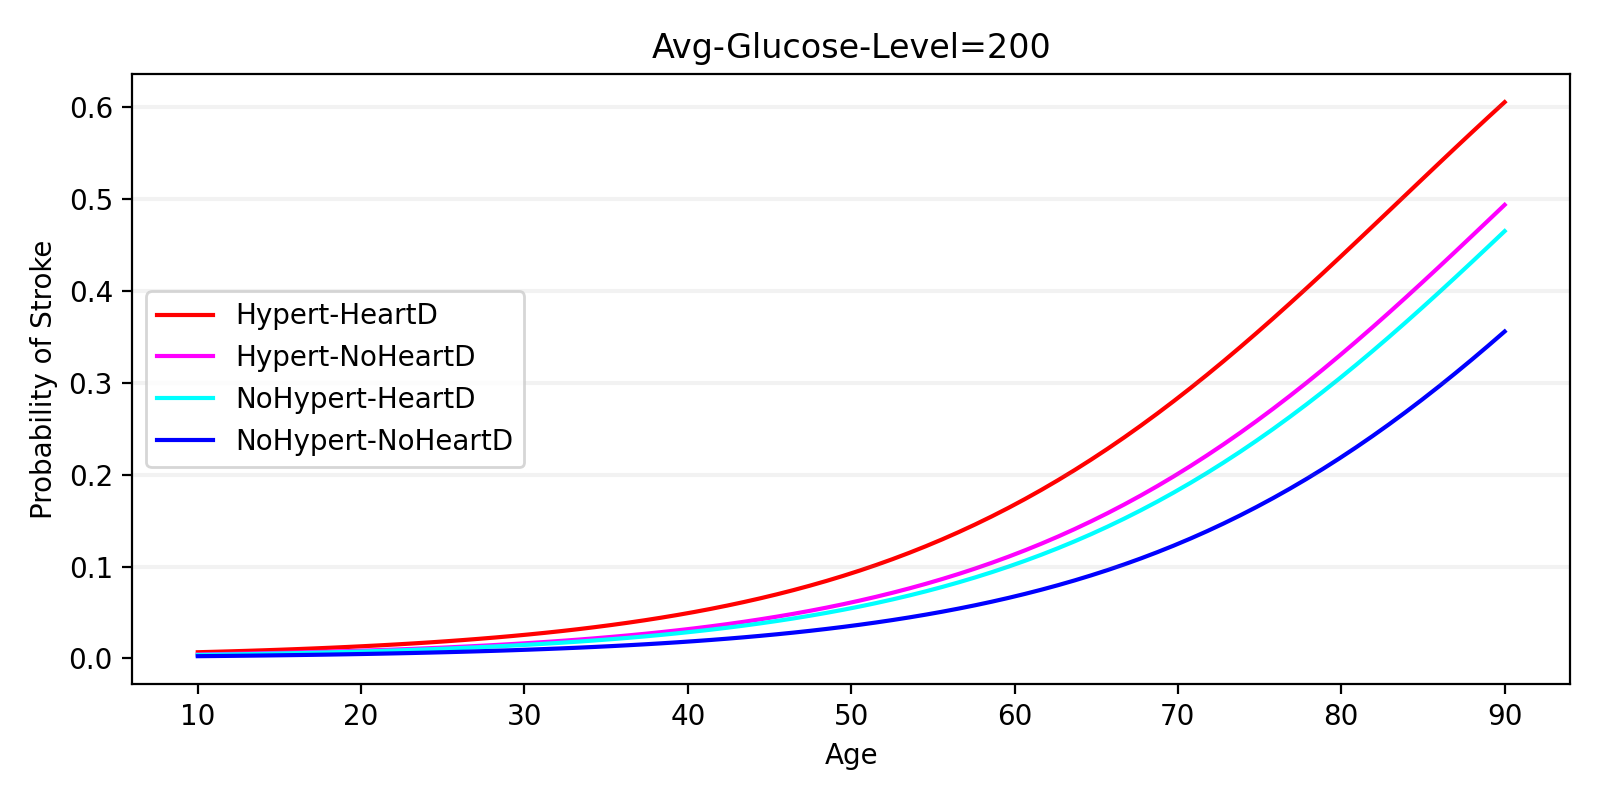 Avg-Glucose-Level=200
Probability of Stroke
0.6
0.5
0.4
0.3
0.2
0.1
0.0
Hypert-HeartD
Hypert-NoHeartD
NoHypert-HeartD
NoHypert-NoHeartD
10 20 30 40 50 60 70 80 90
Age